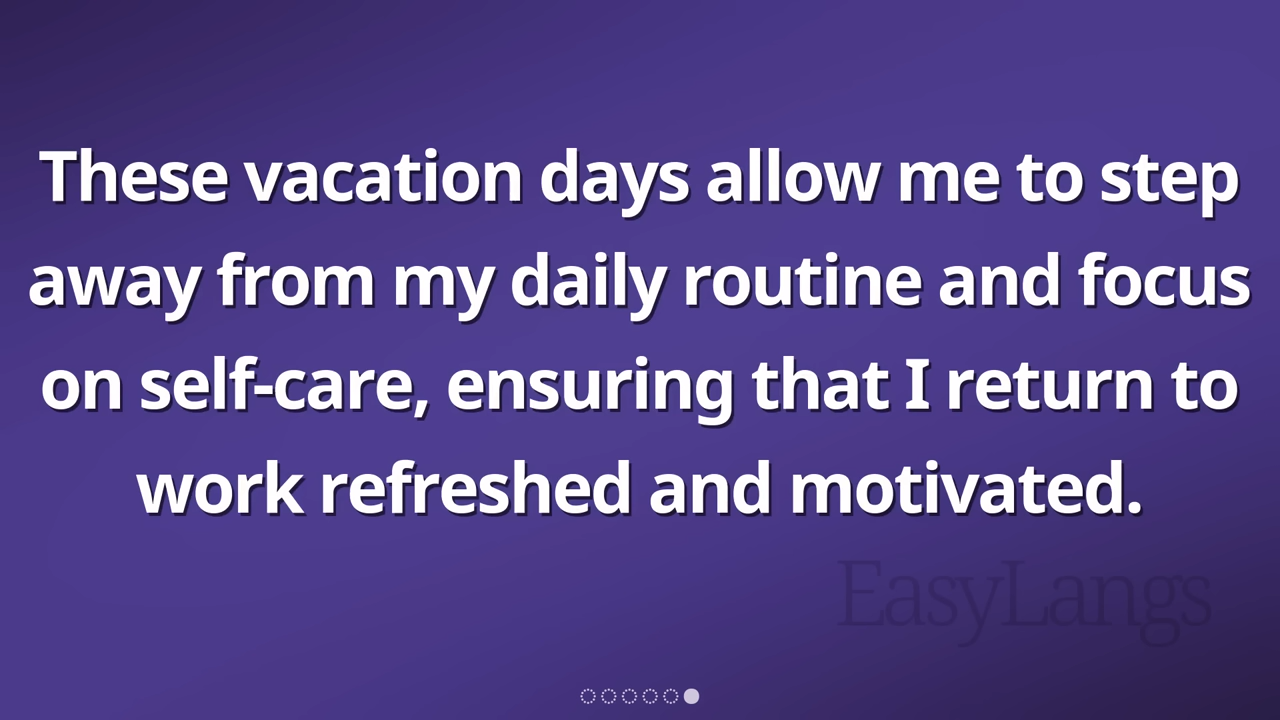 These vacation days allow me to step
away from my daily routine and focus
on self-care, ensuring that I return to
work refreshed and motivated.
EasyLangs